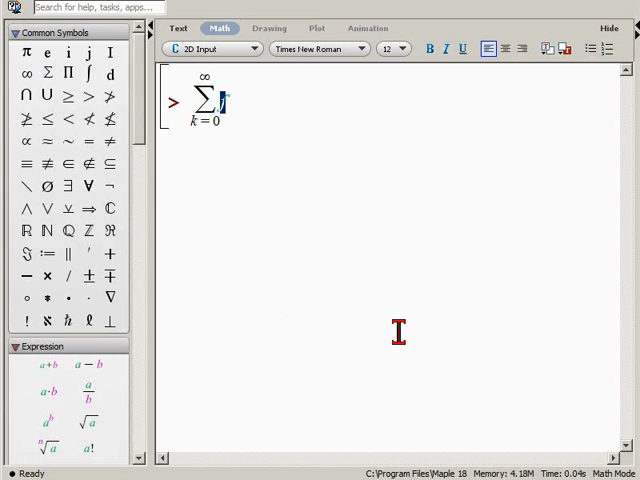 Search for help, tasks, apps...
Text Math Drawing Plot Animation Hide
C 2D Input Times New Roman 12 B I U
Common Symbols
π e i j I
∞ Σ Π ∫ d
∩ ∪ ≥ > ≯
≥ ≤ < ≮ ≰
∝ ≈ ~ = ≠
≡ ≢ ∈ ∉ ⊆
\ ∅ ∃ ∀ ¬
∧ ∨ ⊻ ⇒ ℂ
ℝ ℕ ℚ ℤ ℜ
ℑ := ∥ ′ +
− × / ± ∓
∘ * • · ∇
! ℵ ℏ ℓ ⊥
Expression
a+b a − b
a·b a/b
a^b √a
n√a a!
∞
> ∑ f
k = 0
Ready C:\Program Files\Maple 18 Memory: 4.18M Time: 0.04s Math Mode